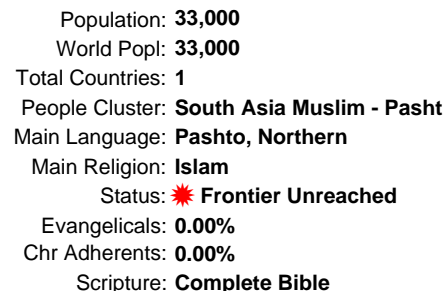 Population: 33,000
World Popl: 33,000
Total Countries: 1
People Cluster: South Asia Muslim - Pasht
Main Language: Pashto, Northern
Main Religion: Islam
Status: Frontier Unreached
Evangelicals: 0.00%
Chr Adherents: 0.00%
Scripture: Complete Bible